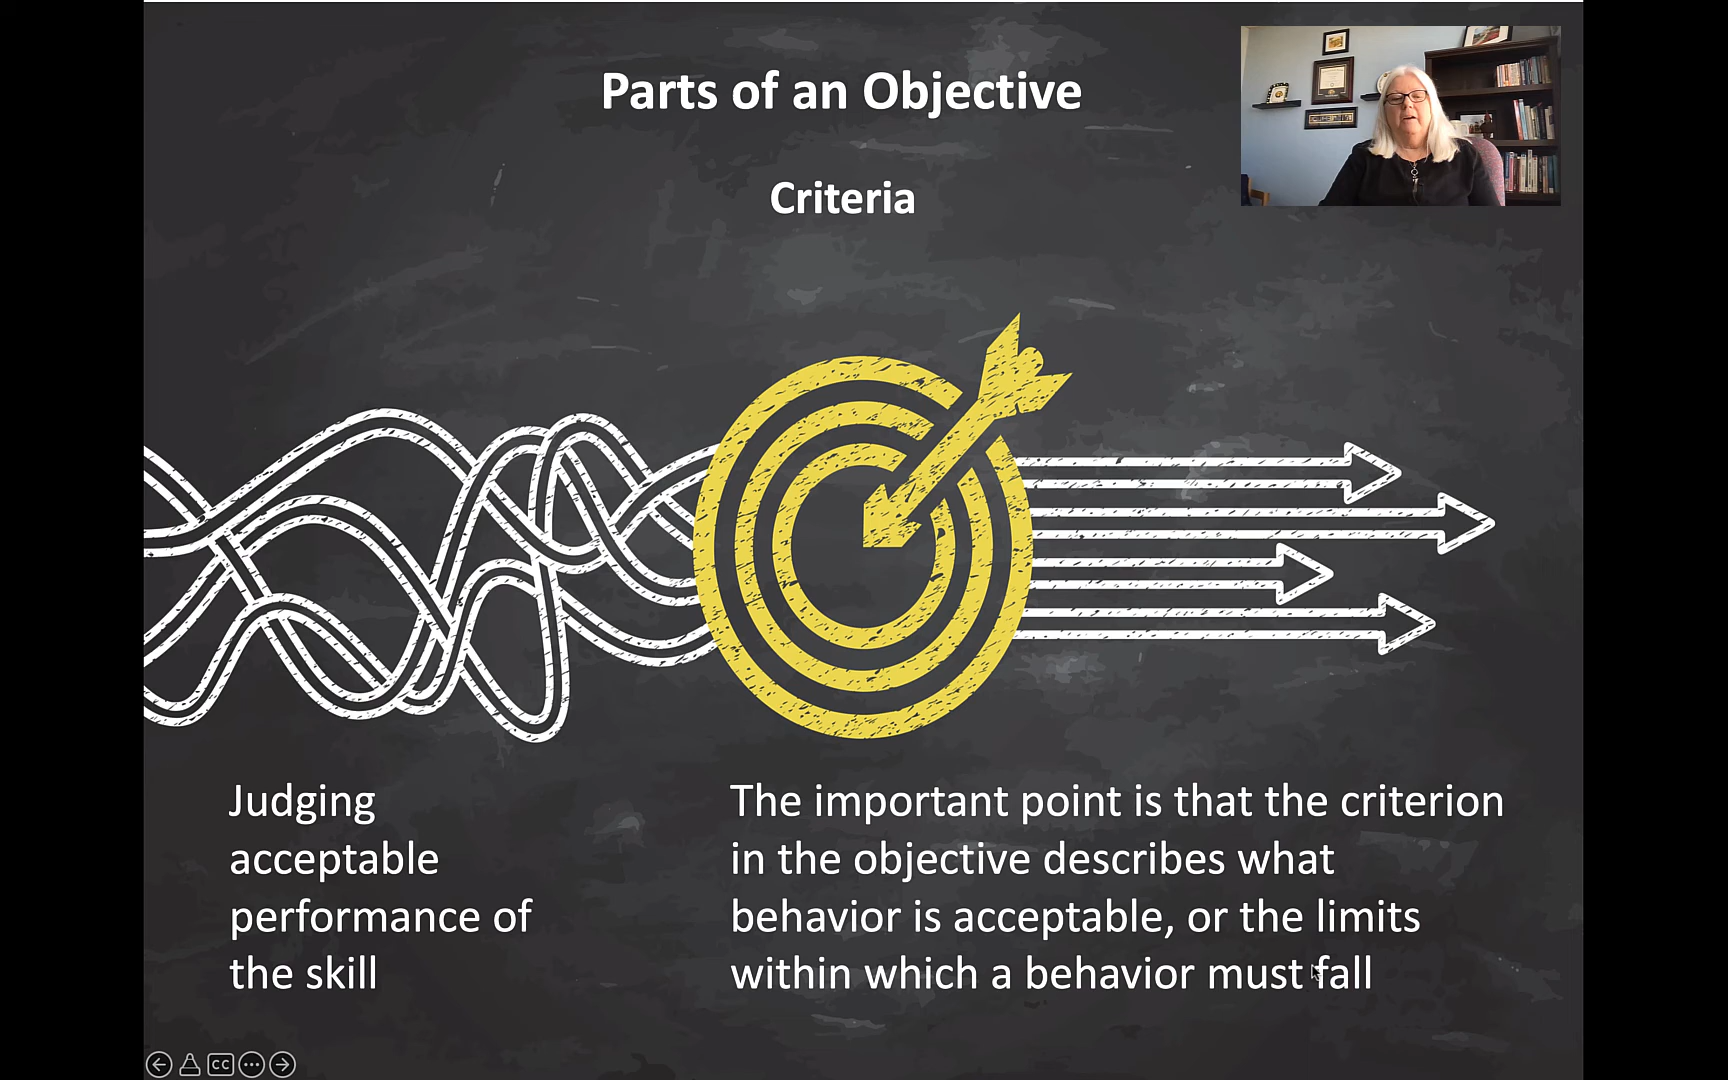 Parts of an Objective
Criteria
Judging
acceptable
performance of
the skill
The important point is that the criterion
in the objective describes what
behavior is acceptable, or the limits
within which a behavior must fall
CC